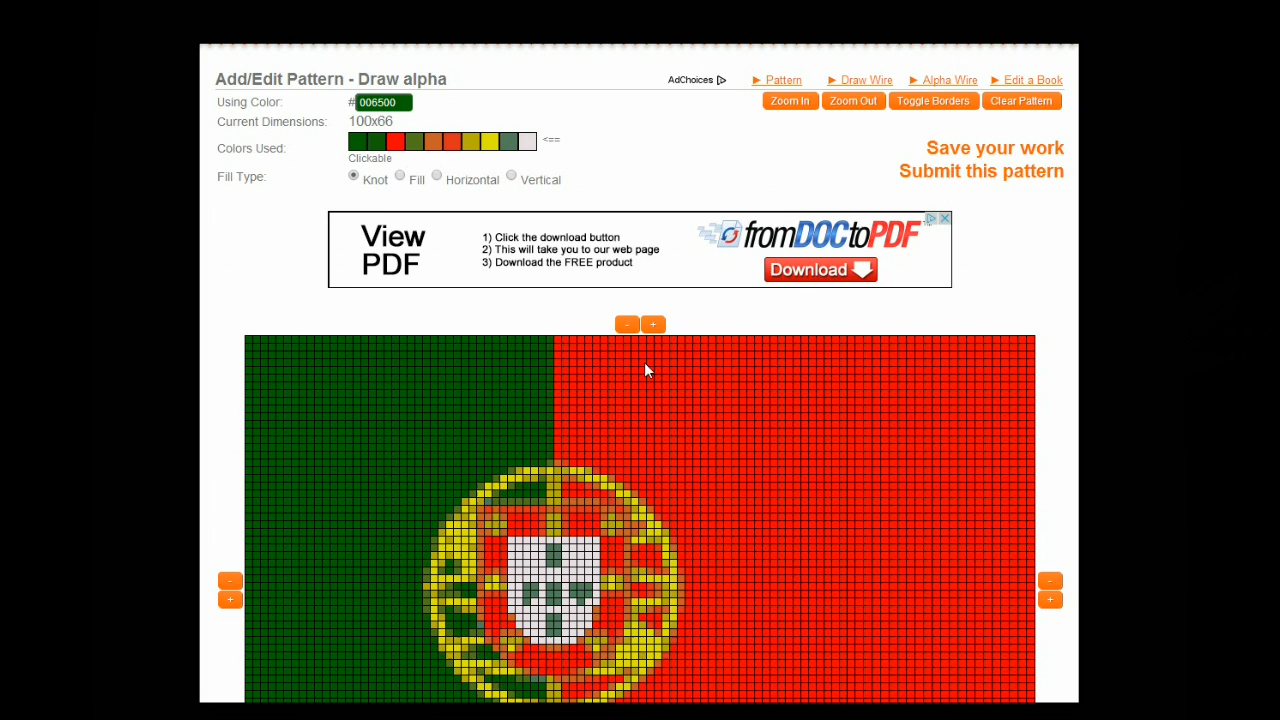 Add/Edit Pattern - Draw alpha
AdChoices
► Pattern ► Draw Wire ► Alpha Wire ► Edit a Book
Using Color: #006500
Zoom In Zoom Out Toggle Borders Clear Pattern
Current Dimensions: 100x66
Colors Used: <==
Clickable
Save your work
Submit this pattern
Fill Type: Knot Fill Horizontal Vertical
View
PDF
1) Click the download button
2) This will take you to our web page
3) Download the FREE product
fromDOCtoPDF
Download
- +
-
+
-
+